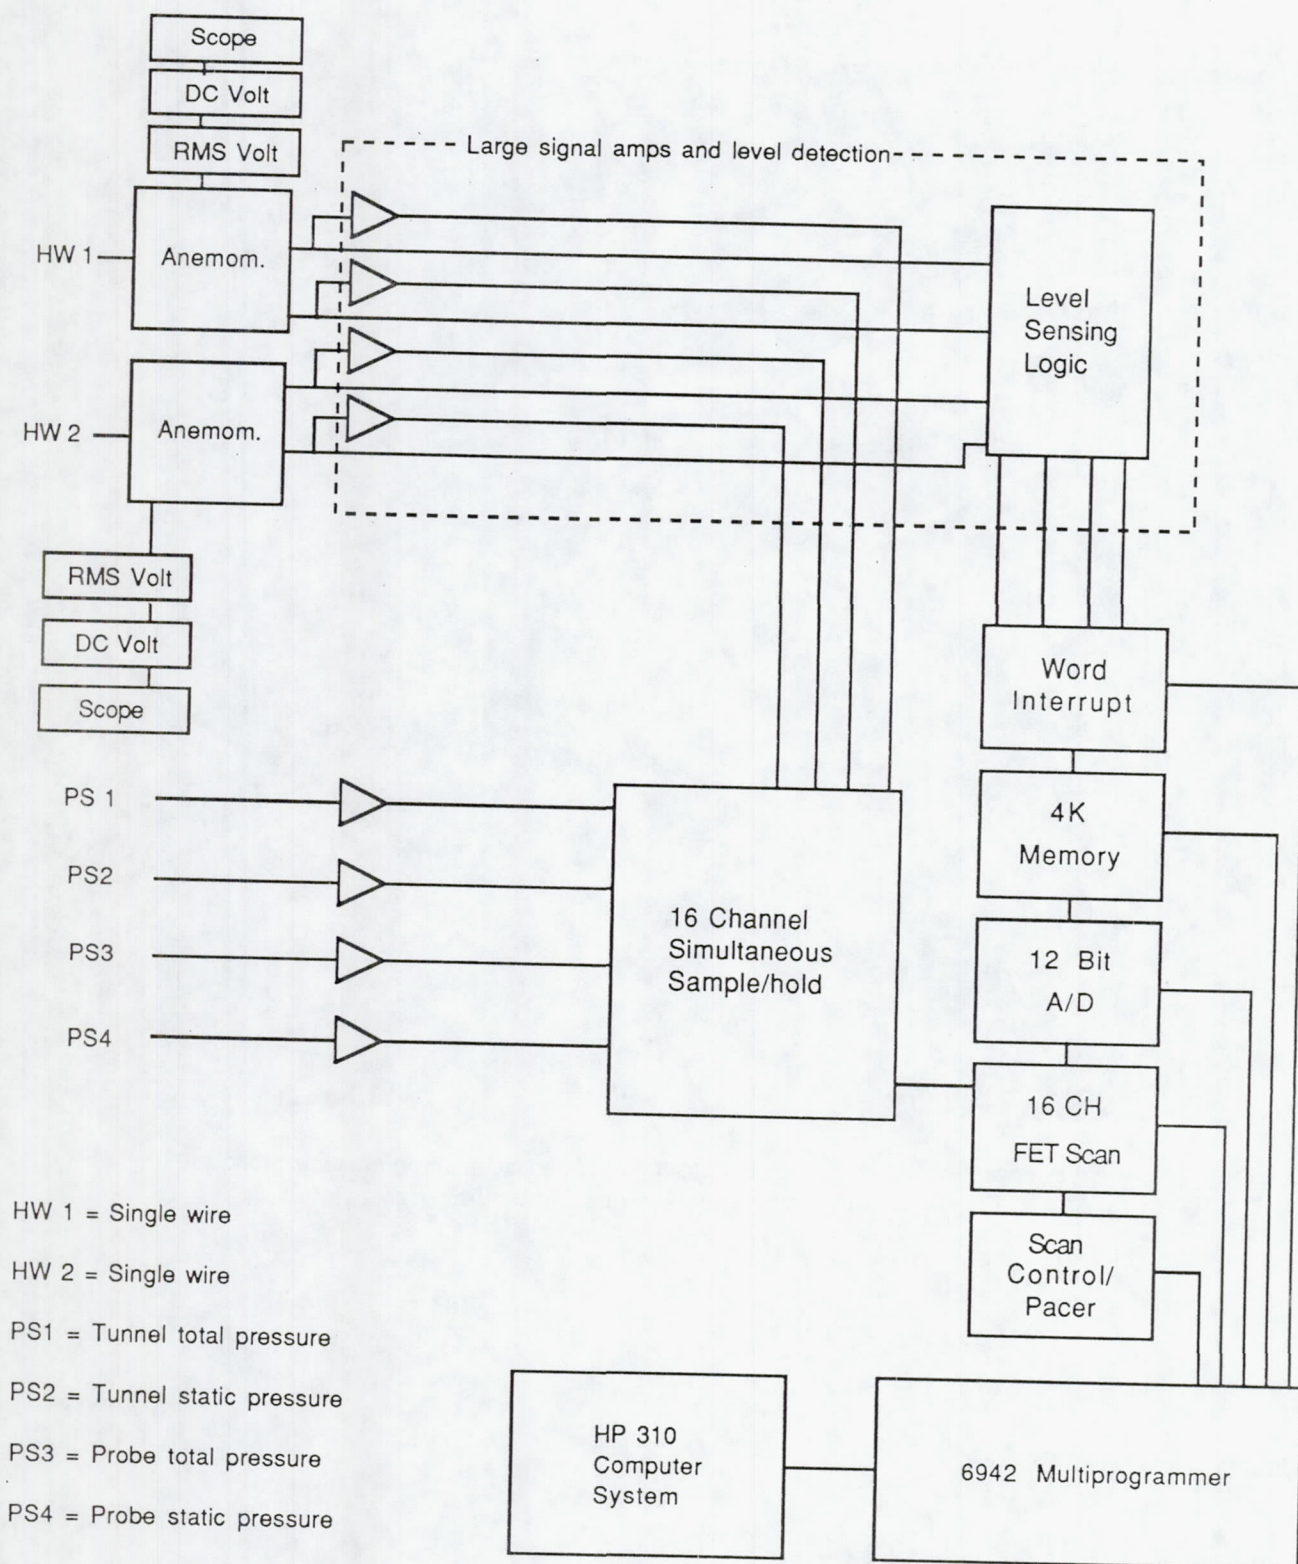 Scope
DC Volt
RMS Volt
Large signal amps and level detection
HW 1
Anemom.
Level
Sensing
Logic
HW 2
Anemom.
RMS Volt
DC Volt
Scope
Word
Interrupt
PS 1
PS2
PS3
PS4
16 Channel
Simultaneous
Sample/hold
4K
Memory
12 Bit
A/D
16 CH
FET Scan
Scan
Control/
Pacer
HW 1 = Single wire
HW 2 = Single wire
PS1 = Tunnel total pressure
PS2 = Tunnel static pressure
PS3 = Probe total pressure
PS4 = Probe static pressure
HP 310
Computer
System
6942 Multiprogrammer